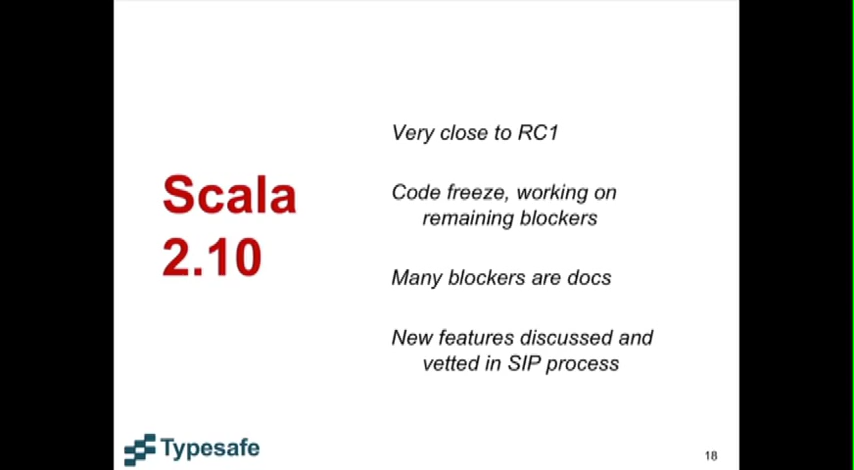 Scala
2.10
Very close to RC1
Code freeze, working on
remaining blockers
Many blockers are docs
New features discussed and
vetted in SIP process
Typesafe
18